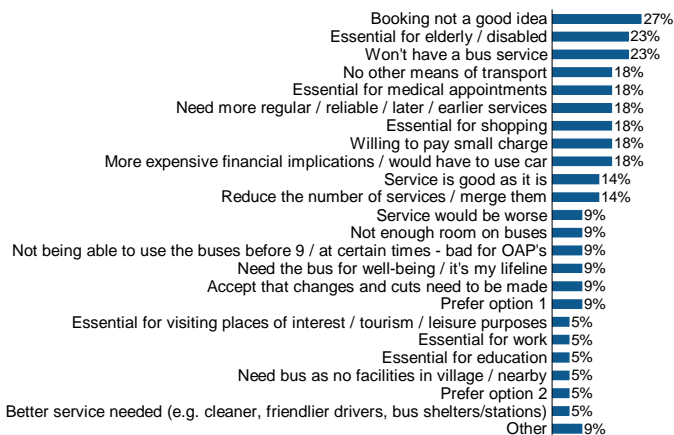 Booking not a good idea 27%
Essential for elderly / disabled 23%
Won't have a bus service 23%
No other means of transport 18%
Essential for medical appointments 18%
Need more regular / reliable / later / earlier services 18%
Essential for shopping 18%
Willing to pay small charge 18%
More expensive financial implications / would have to use car 18%
Service is good as it is 14%
Reduce the number of services / merge them 14%
Service would be worse 9%
Not enough room on buses 9%
Not being able to use the buses before 9 / at certain times - bad for OAP's 9%
Need the bus for well-being / it's my lifeline 9%
Accept that changes and cuts need to be made 9%
Prefer option 1 9%
Essential for visiting places of interest / tourism / leisure purposes 5%
Essential for work 5%
Essential for education 5%
Need bus as no facilities in village / nearby 5%
Prefer option 2 5%
Better service needed (e.g. cleaner, friendlier drivers, bus shelters/stations) 5%
Other 9%